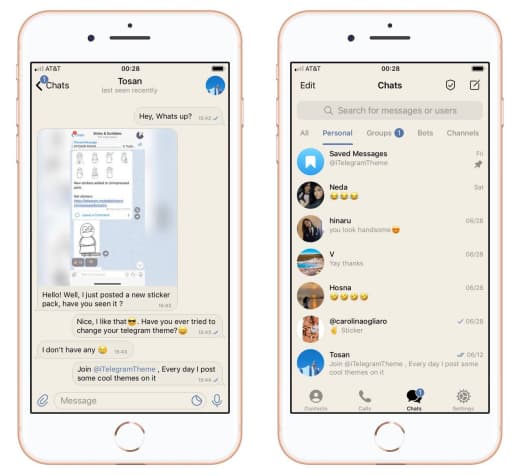 AT&T
00:28
1
Chats
Tosan
last seen recently
Hey, Whats up?
15:42
Hello! Well, I just posted a new sticker
pack, have you seen it ?
15:43
Nice, I like that 😎. Have you ever tried to
change your telegram theme?😄
15:43
I don't have any 😢
15:43
Join @iTelegramTheme , Every day I post
some cool themes on it
15:44
Message
AT&T
00:28
Edit
Chats
Search for messages or users
All
Personal
Groups 1
Bots
Channels
Saved Messages
Fri
@iTelegramTheme
Neda
Sat
😂😂😂
hinaru
06/28
you look handsome😍
V
06/28
Yay thanks
Hosna
06/28
🤣🤣🤣🤣
@carolinaogliaro
06/28
✌ Sticker
Tosan
06/12
Join @iTelegramTheme , Every day I post
some cool themes on it
1
Contacts
Calls
Chats
Settings